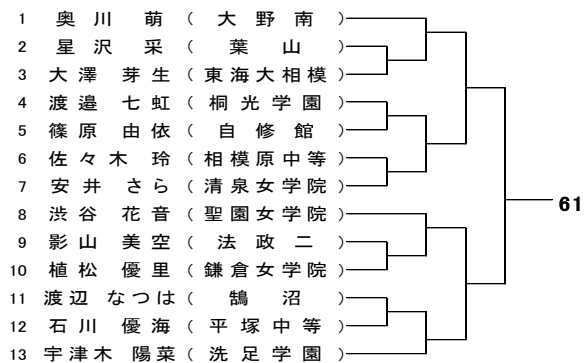 1 奥川 萌 ( 大野南 )
2 星沢 采 ( 葉山 )
3 大澤 芽生 ( 東海大相模 )
4 渡邉 七虹 ( 桐光学園 )
5 篠原 由依 ( 自修館 )
6 佐々木 玲 ( 相模原中等 )
7 安井 さら ( 清泉女学院 )
8 渋谷 花音 ( 聖園女学院 )
9 影山 美空 ( 法政二 )
10 植松 優里 ( 鎌倉女学院 )
11 渡辺 なつは ( 鵠沼 )
12 石川 優海 ( 平塚中等 )
13 宇津木 陽菜 ( 洗足学園 )
61